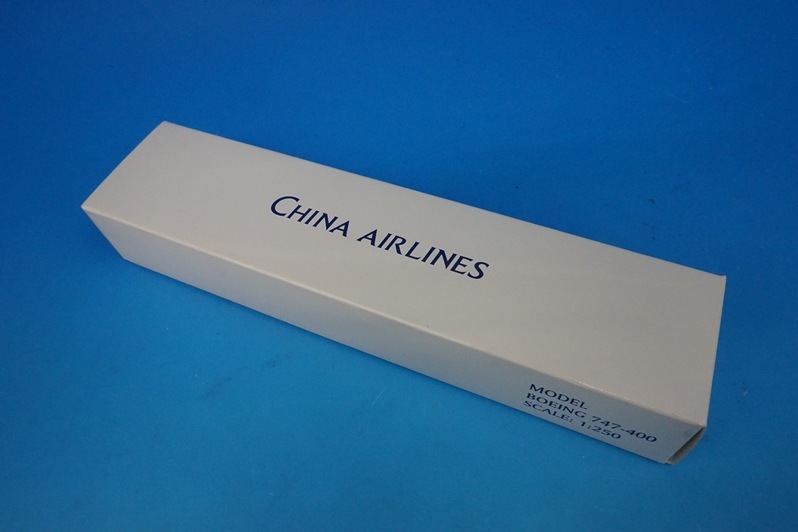 CHINA AIRLINES
MODEL
BOEING 747-400
SCALE: 1:250